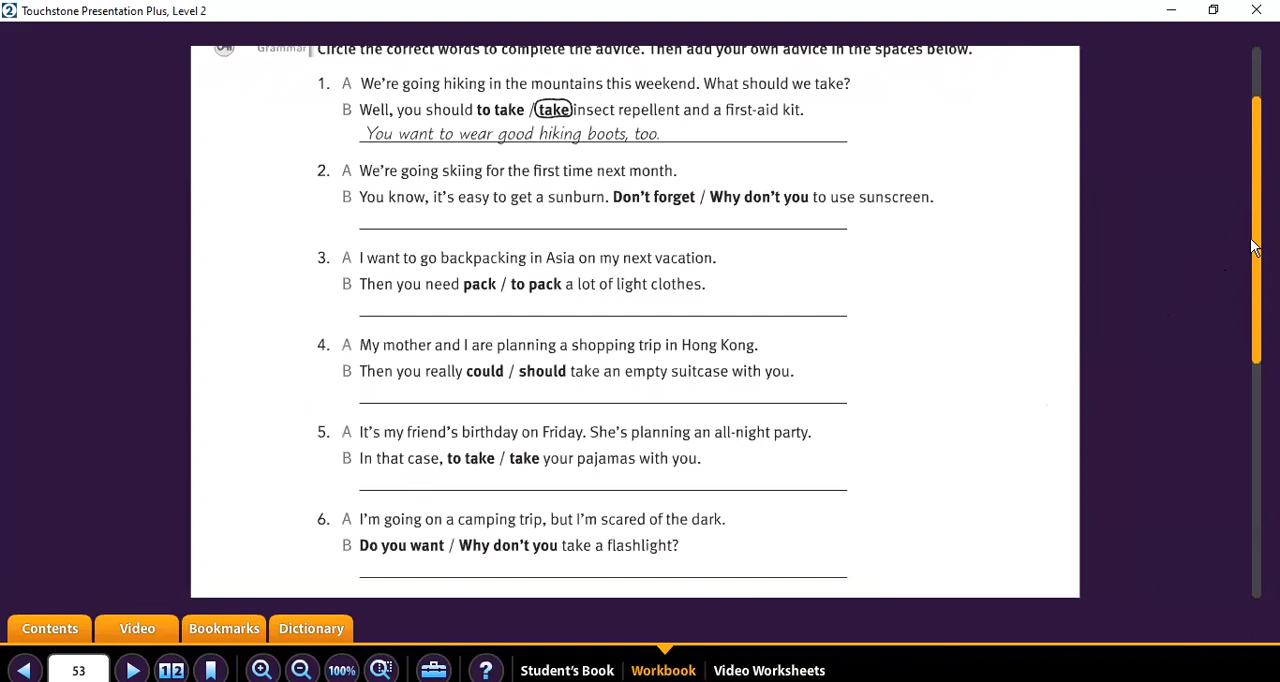 Touchstone Presentation Plus, Level 2
Grammar
Circle the correct words to complete the advice. Then add your own advice in the spaces below.
1. A We're going hiking in the mountains this weekend. What should we take?
B Well, you should to take / take insect repellent and a first-aid kit.
You want to wear good hiking boots, too.
2. A We're going skiing for the first time next month.
B You know, it's easy to get a sunburn. Don't forget / Why don't you to use sunscreen.
3. A I want to go backpacking in Asia on my next vacation.
B Then you need pack / to pack a lot of light clothes.
4. A My mother and I are planning a shopping trip in Hong Kong.
B Then you really could / should take an empty suitcase with you.
5. A It's my friend's birthday on Friday. She's planning an all-night party.
B In that case, to take / take your pajamas with you.
6. A I'm going on a camping trip, but I'm scared of the dark.
B Do you want / Why don't you take a flashlight?
Contents Video Bookmarks Dictionary
53 1 2 100% ? Student's Book Workbook Video Worksheets